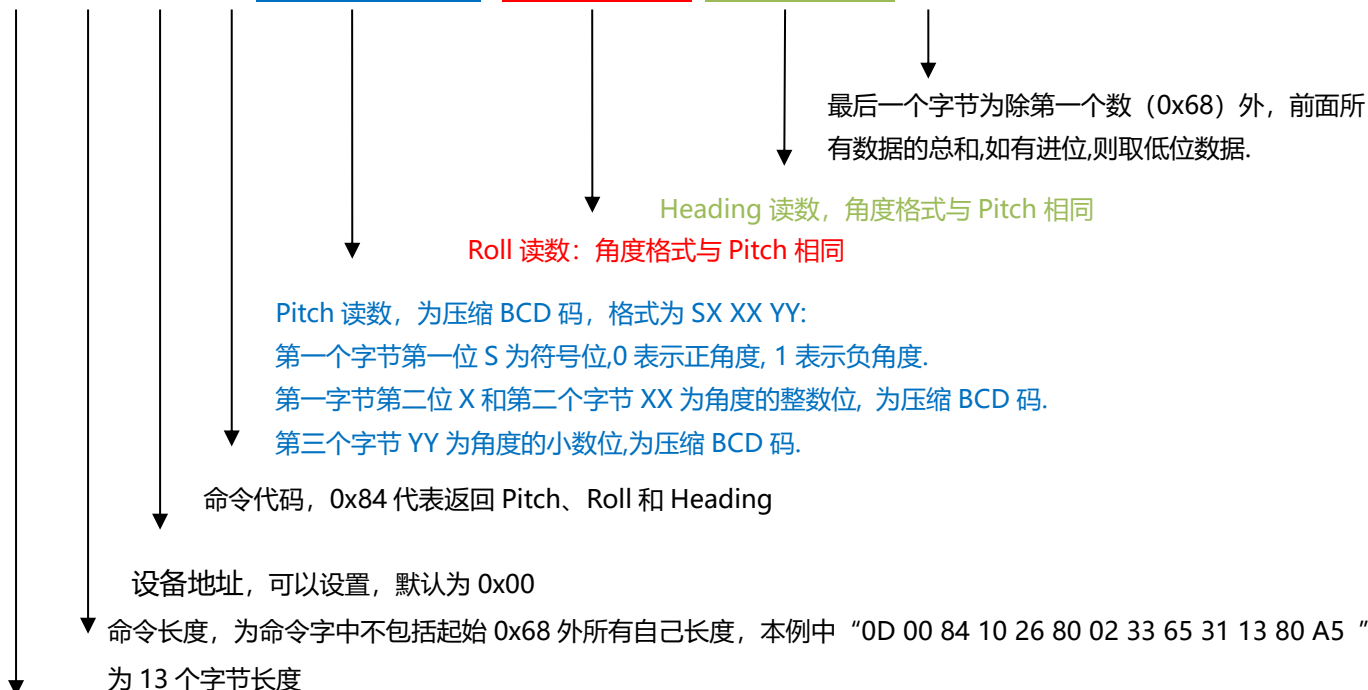 最后一个字节为除第一个数（0x68）外，前面所
有数据的总和,如有进位,则取低位数据.
Heading 读数，角度格式与 Pitch 相同
Roll 读数：角度格式与 Pitch 相同
Pitch 读数，为压缩 BCD 码，格式为 SX XX YY:
第一个字节第一位 S 为符号位,0 表示正角度, 1 表示负角度.
第一字节第二位 X 和第二个字节 XX 为角度的整数位, 为压缩 BCD 码.
第三个字节 YY 为角度的小数位,为压缩 BCD 码.
命令代码，0x84 代表返回 Pitch、Roll 和 Heading
设备地址，可以设置，默认为 0x00
命令长度，为命令字中不包括起始 0x68 外所有自己长度，本例中“0D 00 84 10 26 80 02 33 65 31 13 80 A5 ”
为 13 个字节长度